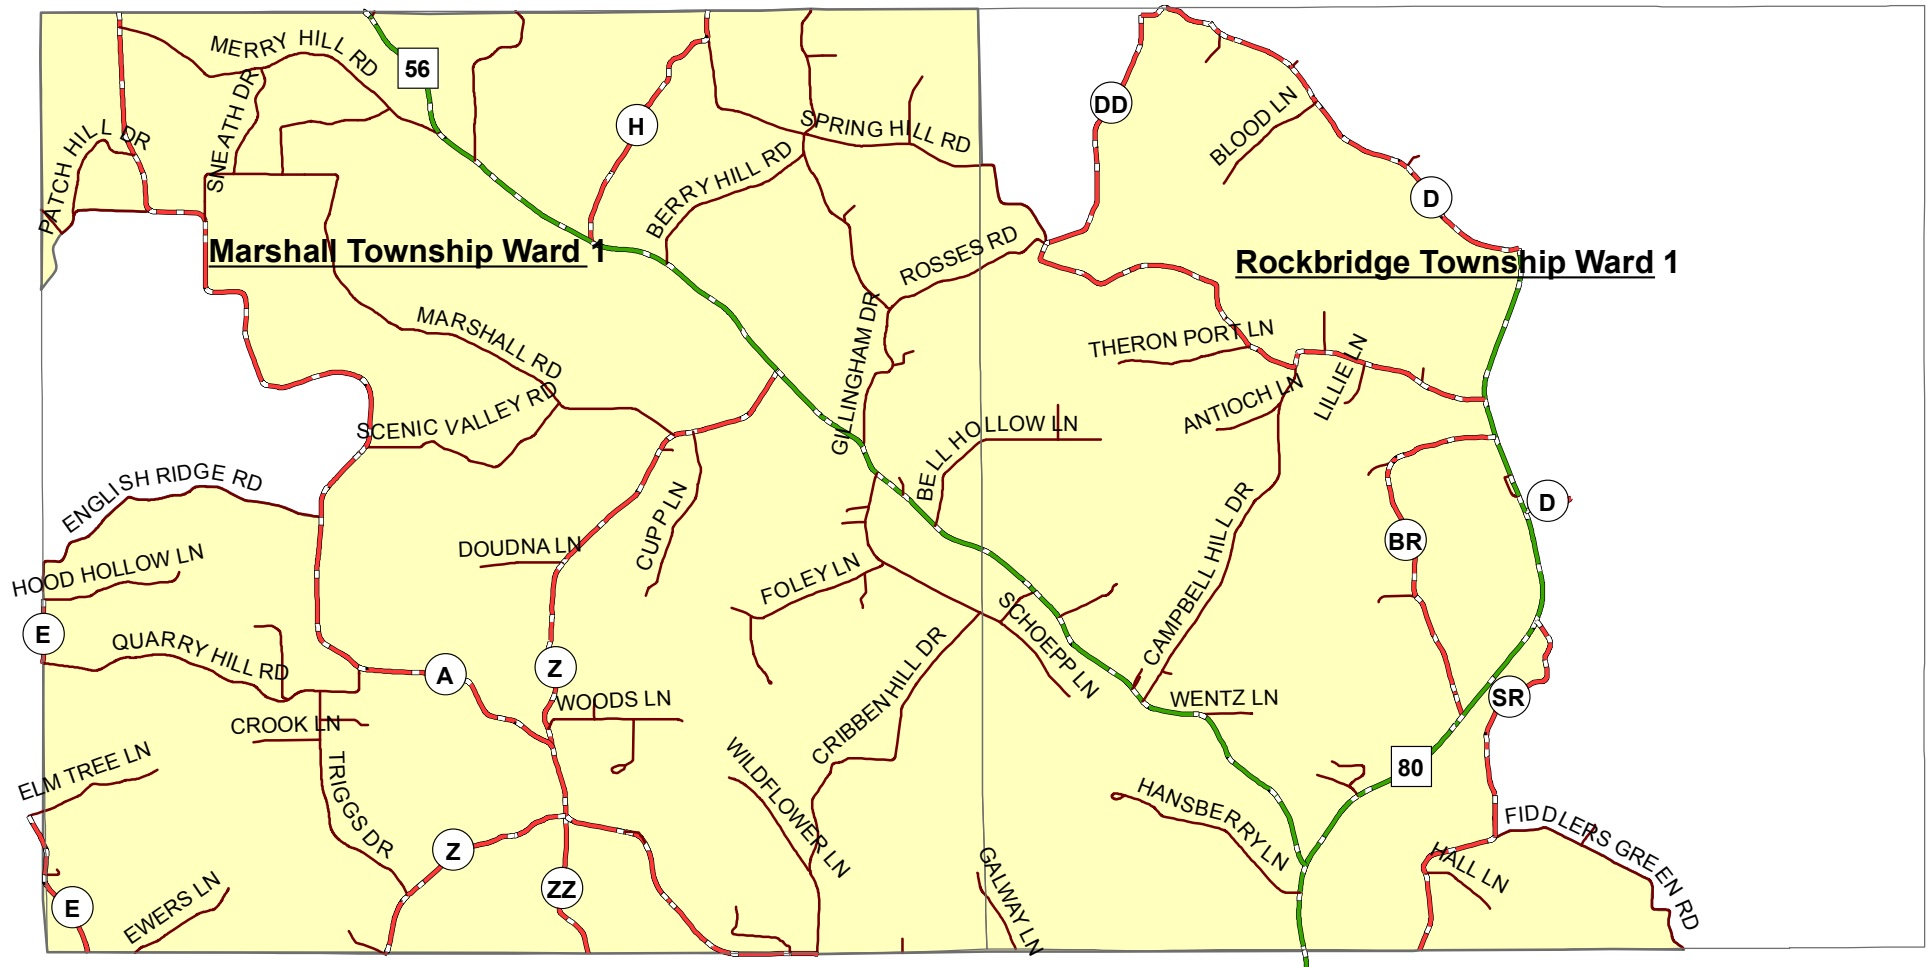 MERRY HILL RD
56
DD
H
SNEATH DR
BLOOD LN
PATCH HILL DR
SPRING HILL RD
BERRY HILL RD
D
Marshall Township Ward 1
ROSSES RD
Rockbridge Township Ward 1
MARSHALL RD
GILLINGHAM DR
THERON PORT LN
LILLIE LN
ANTIOCH LN
SCENIC VALLEY RD
BELL HOLLOW LN
ENGLISH RIDGE RD
D
CUPP LN
BR
DOUDNA LN
HOOD HOLLOW LN
FOLEY LN
CAMPBELL HILL DR
SCHOEPP LN
E
QUARRY HILL RD
A
Z
CRIBBEN HILL DR
WOODS LN
WENTZ LN
SR
CROOK LN
80
ELM TREE LN
TRIGGS DR
WILDFLOWER LN
HANSBERRY LN
FIDDLERS GREEN RD
Z
HALL LN
ZZ
GALWAY LN
E
EWERS LN